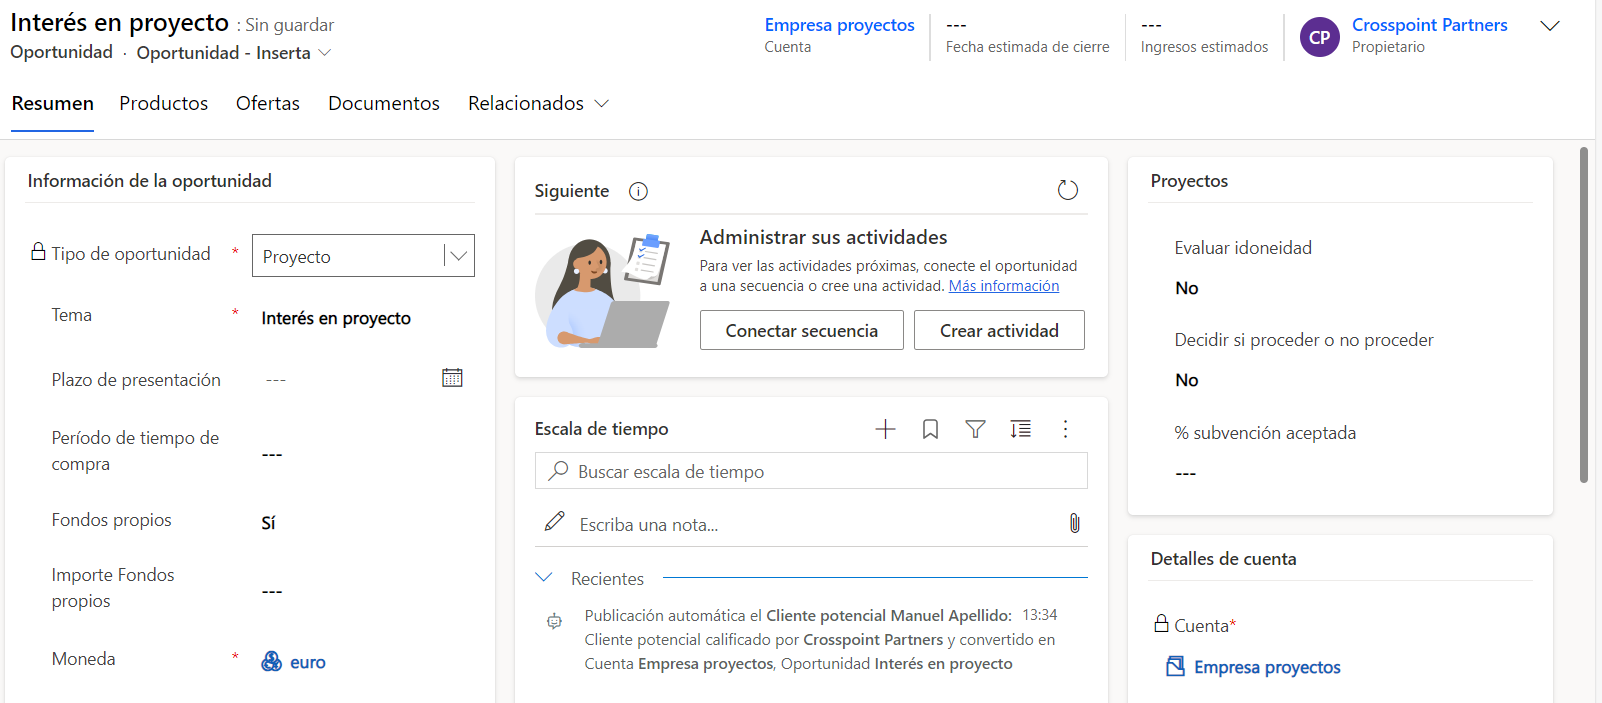 Interés en proyecto : Sin guardar
Oportunidad · Oportunidad - Inserta
Empresa proyectos
Cuenta
---
Fecha estimada de cierre
---
Ingresos estimados
CP
Crosspoint Partners
Propietario
Resumen Productos Ofertas Documentos Relacionados
Información de la oportunidad
Tipo de oportunidad * Proyecto
Tema * Interés en proyecto
Plazo de presentación ---
Período de tiempo de
compra
---
Fondos propios Sí
Importe Fondos
propios
---
Moneda * euro
Siguiente
Administrar sus actividades
Para ver las actividades próximas, conecte el oportunidad
a una secuencia o cree una actividad. Más información
Conectar secuencia Crear actividad
Escala de tiempo
Buscar escala de tiempo
Escriba una nota...
Recientes
Publicación automática el Cliente potencial Manuel Apellido: 13:34
Cliente potencial calificado por Crosspoint Partners y convertido en
Cuenta Empresa proyectos, Oportunidad Interés en proyecto
Proyectos
Evaluar idoneidad
No
Decidir si proceder o no proceder
No
% subvención aceptada
---
Detalles de cuenta
Cuenta*
Empresa proyectos